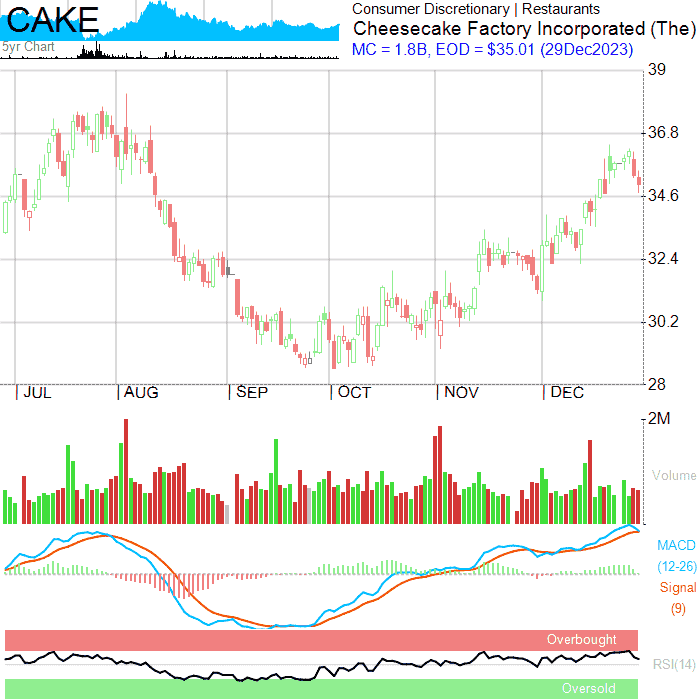 CAKE
Consumer Discretionary | Restaurants
Cheesecake Factory Incorporated (The)
MC = 1.8B, EOD = $35.01 (29Dec2023)
5yr Chart
39
36.8
34.6
32.4
30.2
28
JUL AUG SEP OCT NOV DEC
2M
Volume
MACD
(12-26)
Signal
(9)
Overbought
RSI(14)
Oversold